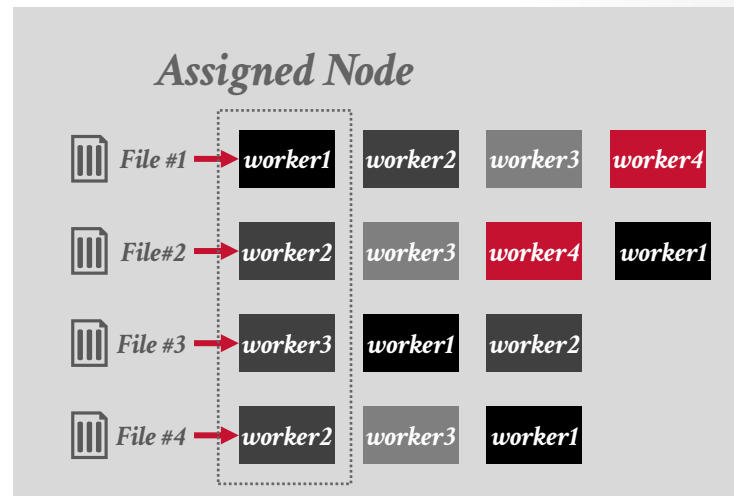 Assigned Node
File #1 worker1 worker2 worker3 worker4
File#2 worker2 worker3 worker4 worker1
File #3 worker3 worker1 worker2
File #4 worker2 worker3 worker1